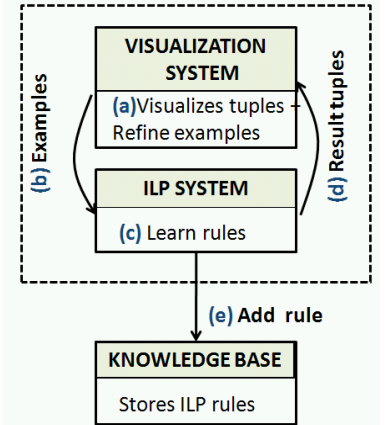 VISUALIZATION
SYSTEM
(a)Visualizes tuples +
Refine examples
(b) Examples
(d) Result tuples
ILP SYSTEM
(c) Learn rules
(e) Add rule
KNOWLEDGE BASE
Stores ILP rules